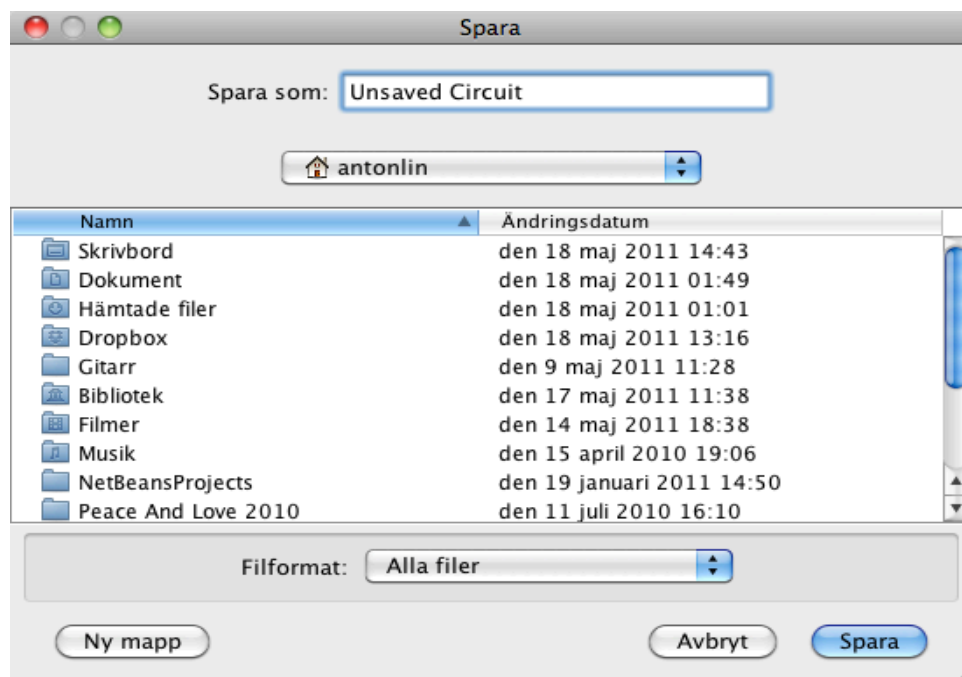 Spara
Spara som: Unsaved Circuit
antonlin
Namn Ändringsdatum
Skrivbord den 18 maj 2011 14:43
Dokument den 18 maj 2011 01:49
Hämtade filer den 18 maj 2011 01:01
Dropbox den 18 maj 2011 13:16
Gitarr den 9 maj 2011 11:28
Bibliotek den 17 maj 2011 11:38
Filmer den 14 maj 2011 18:38
Musik den 15 april 2010 19:06
NetBeansProjects den 19 januari 2011 14:50
Peace And Love 2010 den 11 juli 2010 16:10
Filformat: Alla filer
Ny mapp Avbryt Spara